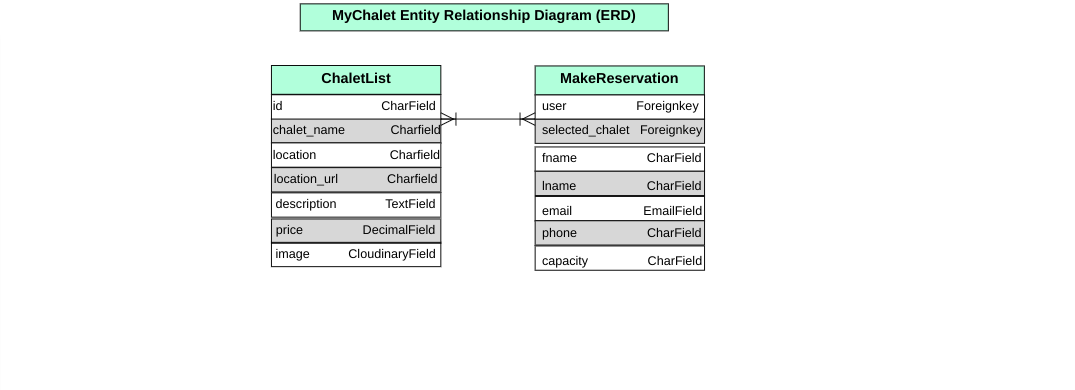 MyChalet Entity Relationship Diagram (ERD)
ChaletList
id CharField
chalet_name Charfield
location Charfield
location_url Charfield
description TextField
price DecimalField
image CloudinaryField
MakeReservation
user Foreignkey
selected_chalet Foreignkey
fname CharField
lname CharField
email EmailField
phone CharField
capacity CharField